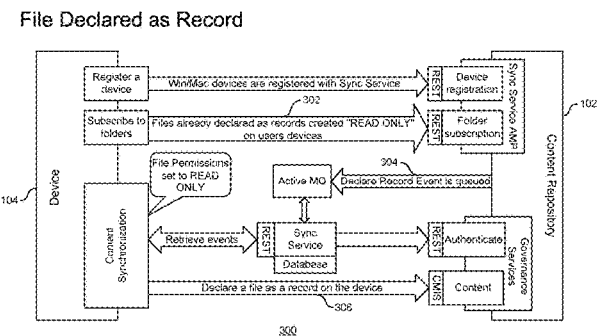 File Declared as Record
Register a
device
Win/Mac devices are registered with Sync Service
REST
Device
registration
Subscribe to
folders
302
Files already declared as records created "READ ONLY"
on users devices
REST
Folder
subscription
Sync Service AMP
102
Content Repository
104
Device
File Permissions
set to READ
ONLY
Content
Synchronization
Active MQ
304
Declare Record Event is queued
Retrieve events
REST
Sync
Service
Database
REST
Authenticate
Governance
Services
Declare a file as a record on the device
306
CMIS
Content
300